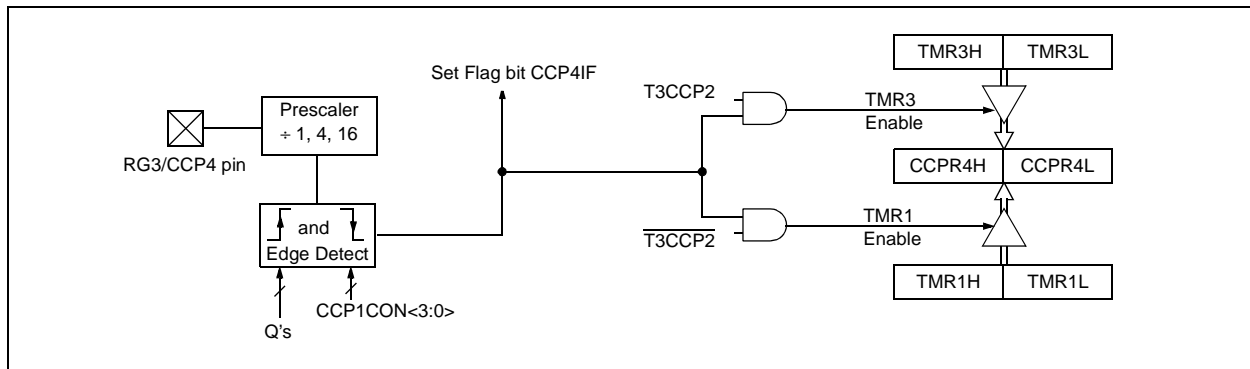 TMR3H TMR3L
Set Flag bit CCP4IF
T3CCP2
TMR3
Enable
Prescaler
÷ 1, 4, 16
RG3/CCP4 pin
CCPR4H CCPR4L
and
Edge Detect
T3CCP2
TMR1
Enable
TMR1H TMR1L
CCP1CON<3:0>
Q's